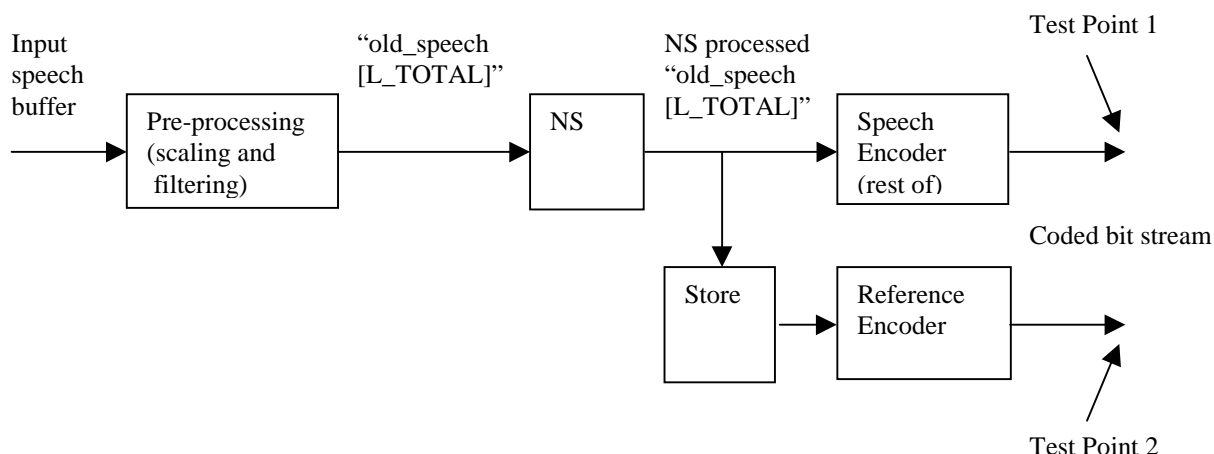 Input
speech
buffer
“old_speech
[L_TOTAL]”
NS processed
“old_speech
[L_TOTAL]”
Test Point 1
Pre-processing
(scaling and
filtering)
NS
Speech
Encoder
(rest of)
Coded bit stream
Store
Reference
Encoder
Test Point 2